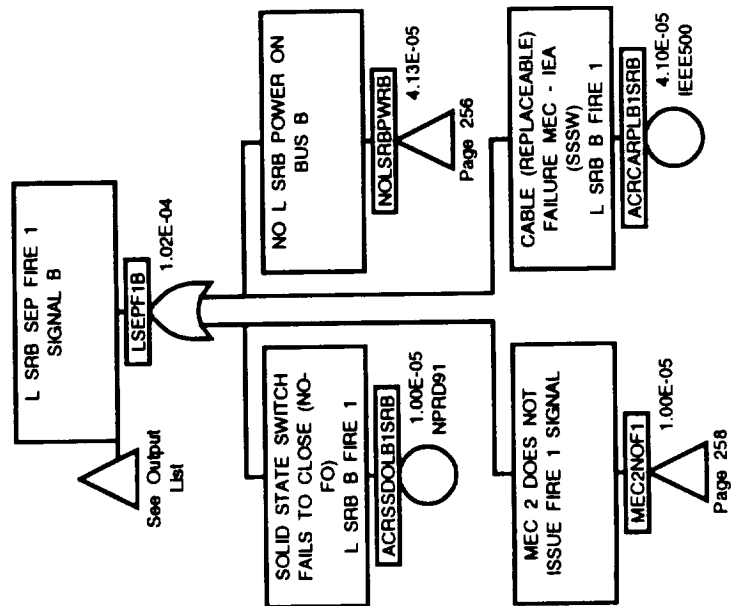 L SRB SEP FIRE 1
SIGNAL B
LSEPF1B
1.02E-04
See Output
List
SOLID STATE SWITCH
FAILS TO CLOSE (NO-
FO)
L SRB B FIRE 1
ACRSSDOLB1SRB
1.00E-05
NPRD91
NO L SRB POWER ON
BUS B
NOLSRBPWRB
4.13E-05
Page 256
MEC 2 DOES NOT
ISSUE FIRE 1 SIGNAL
MEC2NOF1
1.00E-05
Page 258
CABLE (REPLACEABLE)
FAILURE MEC - IEA
(SSSW)
L SRB B FIRE 1
ACRCARPLB1SRB
4.10E-05
IEEE500